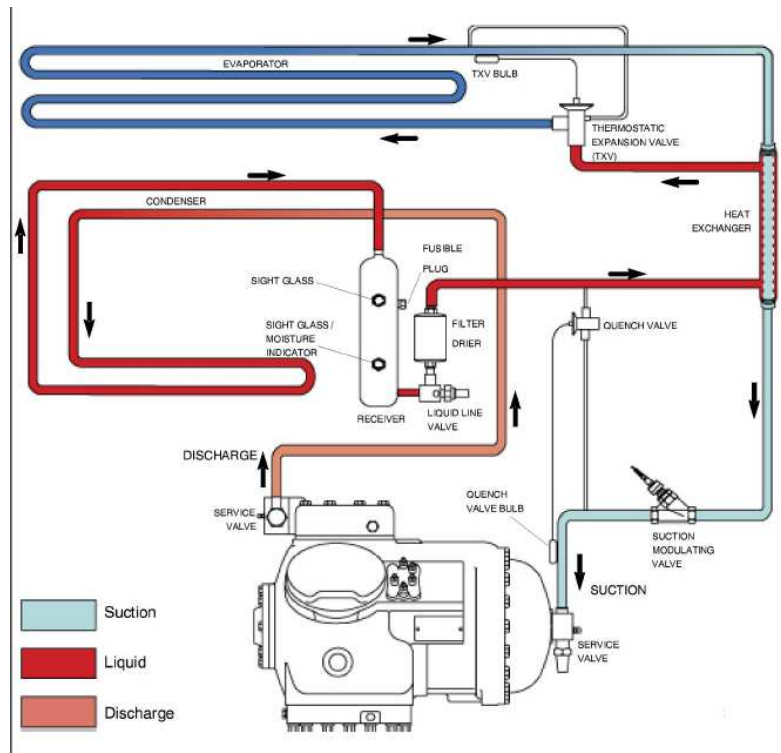 EVAPORATOR
TXV BULB
THERMOSTATIC
EXPANSION VALVE
(TXV)
CONDENSER
HEAT
EXCHANGER
FUSIBLE
PLUG
SIGHT GLASS
SIGHT GLASS /
MOISTURE
INDICATOR
FILTER
DRIER
QUENCH VALVE
RECEIVER
LIQUID LINE
VALVE
DISCHARGE
SERVICE
VALVE
QUENCH
VALVE BULB
SUCTION
MODULATING
VALVE
SUCTION
SERVICE
VALVE
Suction
Liquid
Discharge